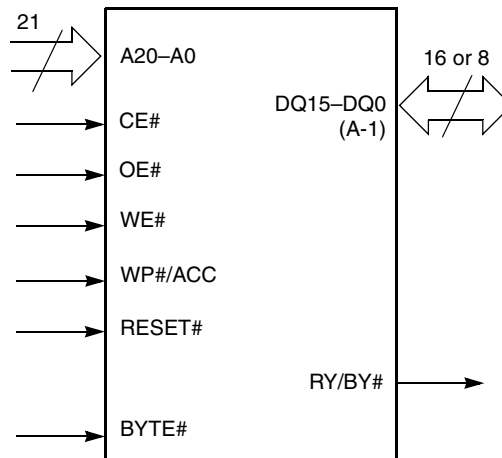 21
A20–A0
16 or 8
DQ15–DQ0
(A-1)
CE#
OE#
WE#
WP#/ACC
RESET#
RY/BY#
BYTE#